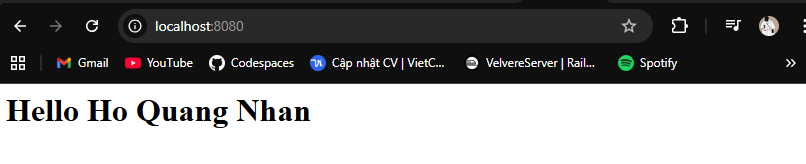 localhost:8080
Gmail YouTube Codespaces Cập nhật CV | VietC... VelvereServer | Rail... Spotify
Hello Ho Quang Nhan